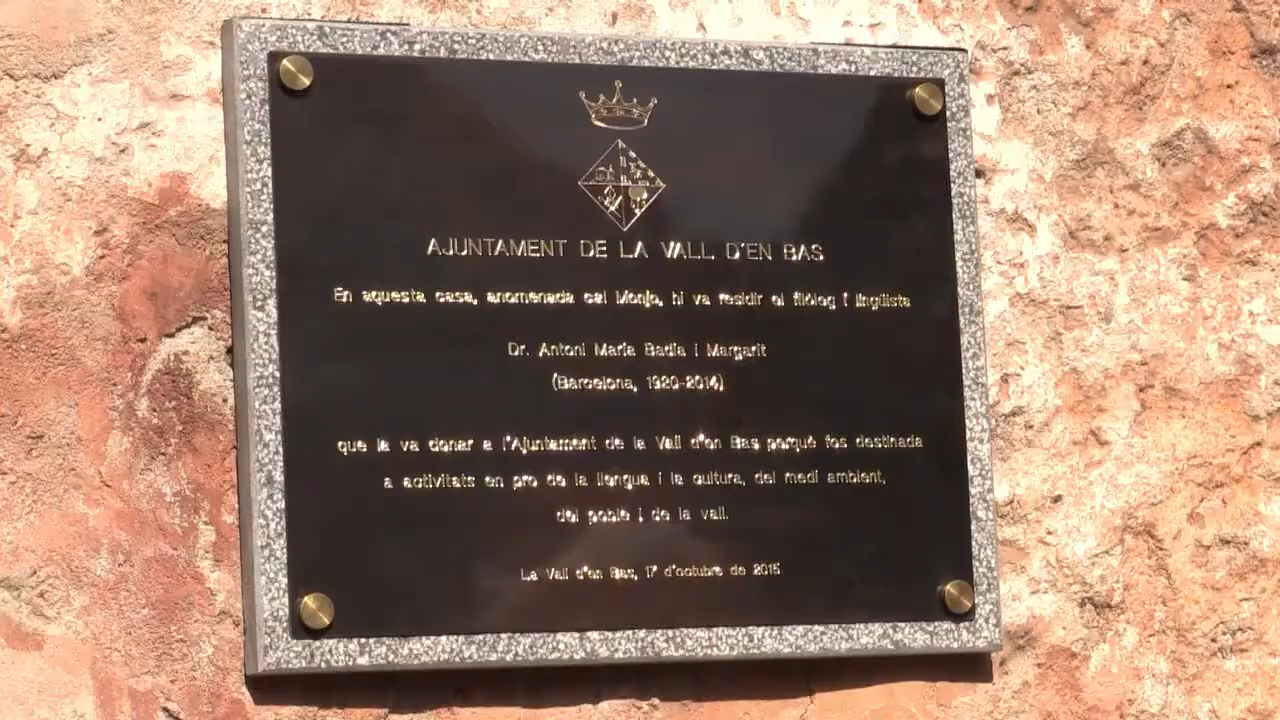 AJUNTAMENT DE LA VALL D'EN BAS
En aquesta casa, anomenada cal Monjo, hi va residir el filòleg i lingüista
Dr. Antoni Maria Badia i Margarit
(Barcelona, 1920-2014)
que la va donar a l'Ajuntament de la Vall d'en Bas perquè fos destinada
a activitats en pro de la llengua i la cultura, del medi ambient,
del poble i de la vall.
La Vall d'en Bas, 17 d'octubre de 2015